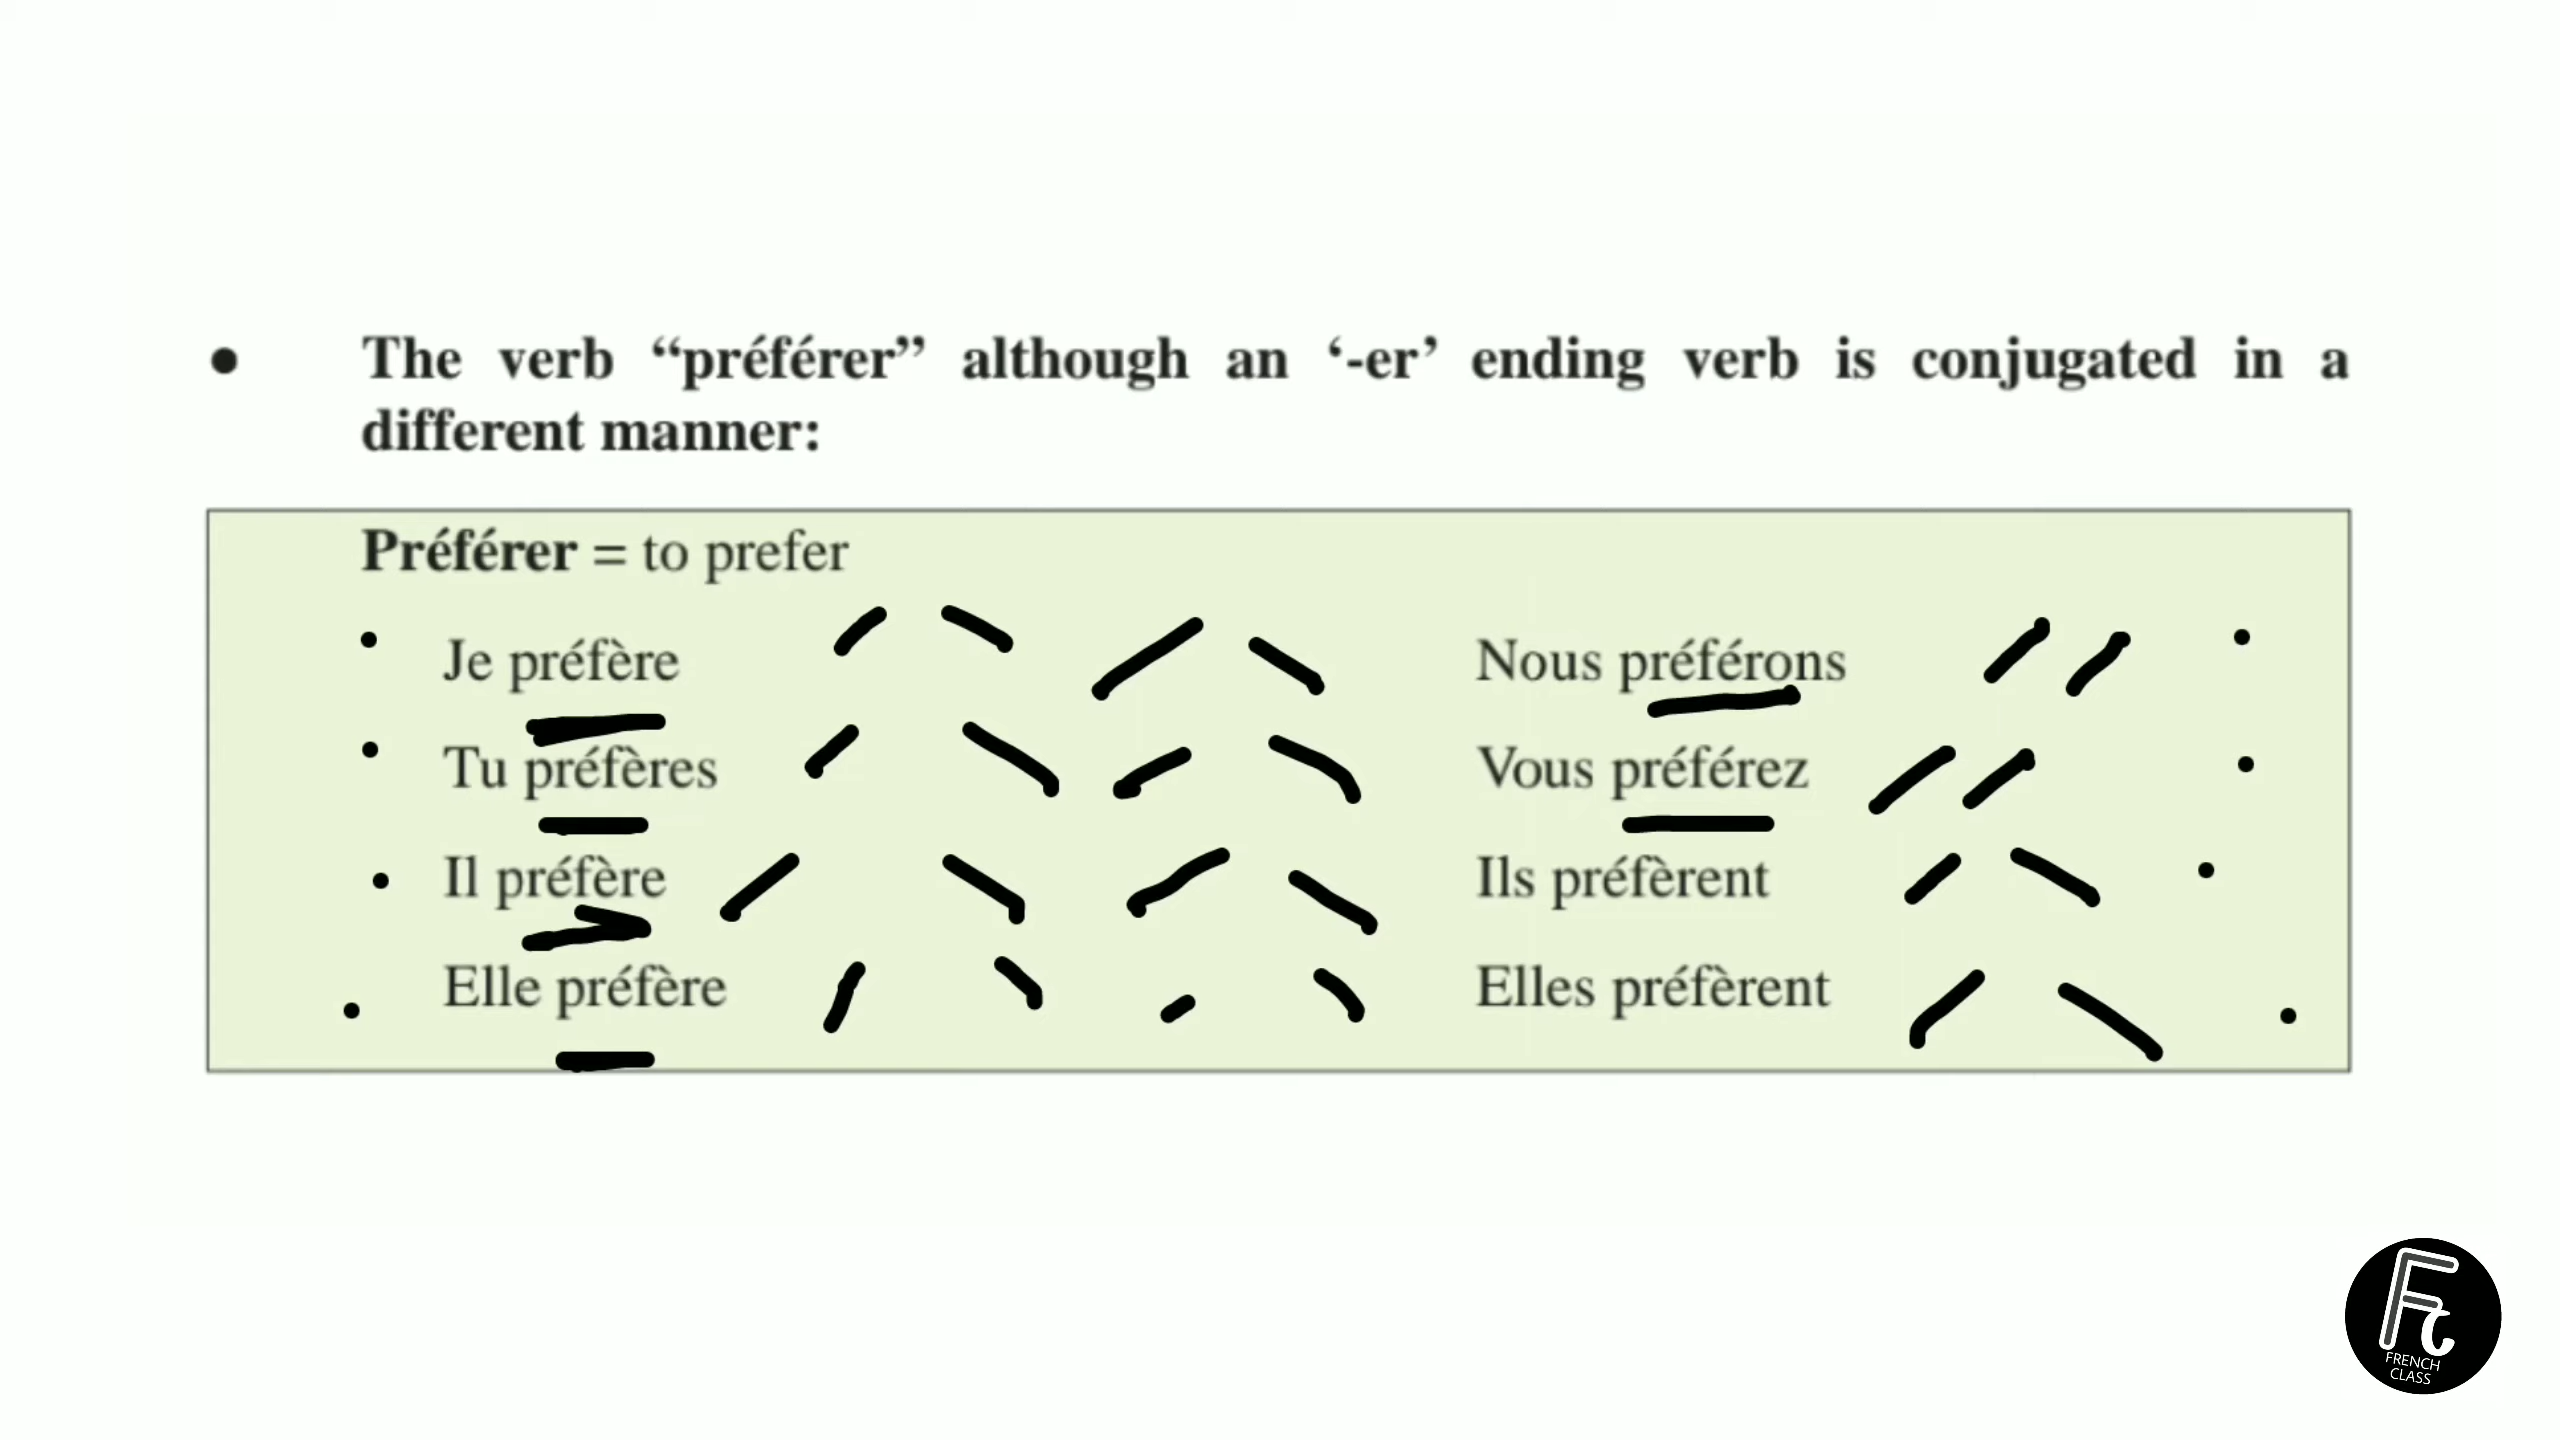 • The verb “préférer” although an ‘-er’ ending verb is conjugated in a
different manner:
Préférer = to prefer
Je préfère Nous préférons
Tu préfères Vous préférez
Il préfère Ils préfèrent
Elle préfère Elles préfèrent
Fc
FRENCH
CLASS